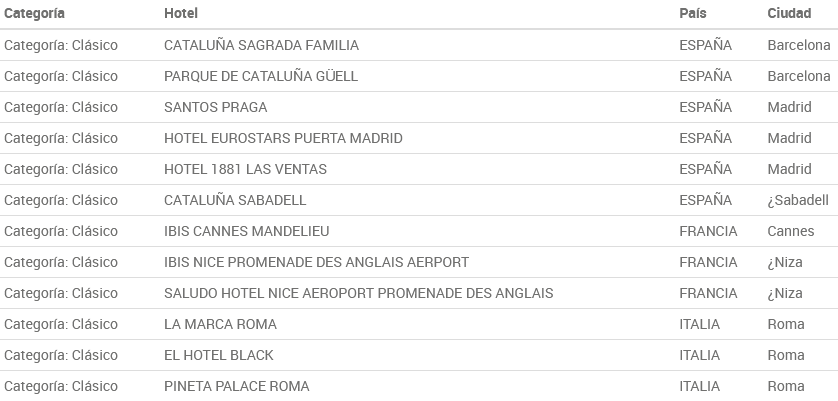 Categoría Hotel País Ciudad
Categoría: Clásico CATALUÑA SAGRADA FAMILIA ESPAÑA Barcelona
Categoría: Clásico PARQUE DE CATALUÑA GÜELL ESPAÑA Barcelona
Categoría: Clásico SANTOS PRAGA ESPAÑA Madrid
Categoría: Clásico HOTEL EUROSTARS PUERTA MADRID ESPAÑA Madrid
Categoría: Clásico HOTEL 1881 LAS VENTAS ESPAÑA Madrid
Categoría: Clásico CATALUÑA SABADELL ESPAÑA ¿Sabadell
Categoría: Clásico IBIS CANNES MANDELIEU FRANCIA Cannes
Categoría: Clásico IBIS NICE PROMENADE DES ANGLAIS AERPORT FRANCIA ¿Niza
Categoría: Clásico SALUDO HOTEL NICE AEROPORT PROMENADE DES ANGLAIS FRANCIA ¿Niza
Categoría: Clásico LA MARCA ROMA ITALIA Roma
Categoría: Clásico EL HOTEL BLACK ITALIA Roma
Categoría: Clásico PINETA PALACE ROMA ITALIA Roma